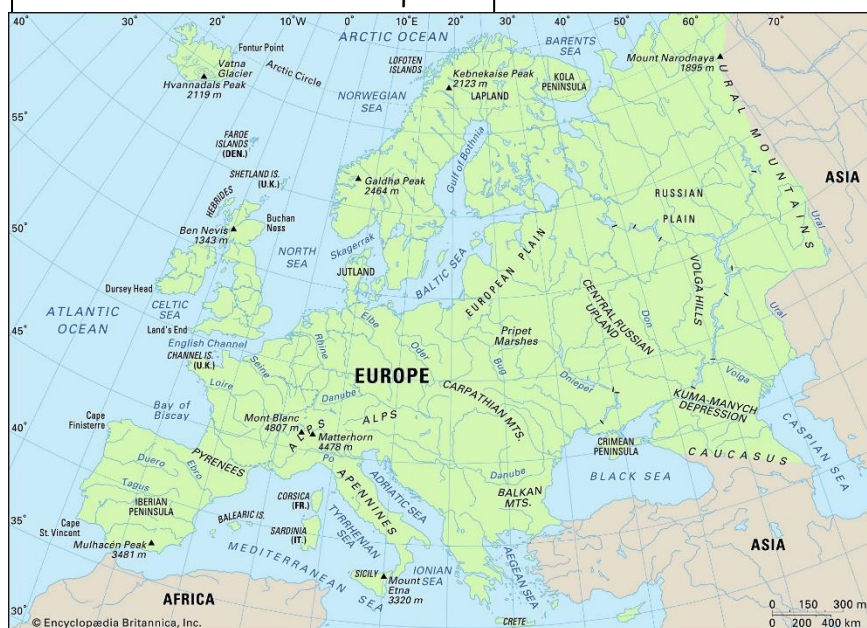 40°
30°
20°
10°W
0°
10°E
20°
30°
40°
50°
60°
70°
ARCTIC OCEAN
BARENTS
SEA
Fontur Point
Vatna
Glacier
Hvannadals Peak
2119 m
Arctic Circle
LOFOTEN
ISLANDS
Kebnekaise Peak
2123 m
LAPLAND
KOLA
PENINSULA
Mount Narodnaya
1895 m
URAL MOUNTAINS
NORWEGIAN
SEA
55°
FAROE
ISLANDS
(DEN.)
SHETLAND IS.
(U.K.)
Galdhø Peak
2464 m
Gulf of Bothnia
ASIA
RUSSIAN
PLAIN
Ural
50°
HEBRIDES
Ben Nevis
1343 m
Buchan
Ness
NORTH
SEA
Skagerrak
JUTLAND
BALTIC SEA
EUROPEAN PLAIN
CENTRAL RUSSIAN
UPLAND
VOLGA HILLS
Don
Ural
Dursey Head
CELTIC
SEA
ATLANTIC
OCEAN
Land's End
45°
English Channel
CHANNEL IS.
(U.K.)
Seine
Rhine
Elbe
Oder
Pripet
Marshes
Bug
Dnieper
Volga
EUROPE
Loire
Danube
CARPATHIAN MTS.
KUMA-MANYCH
DEPRESSION
CASPIAN SEA
40°
Bay of
Biscay
Cape
Finisterre
Mont Blanc
4807 m
ALPS
ALPS
Matterhorn
4478 m
CRIMEAN
PENINSULA
CAUCASUS
PYRENEES
Duero
Ebro
Po
Danube
BLACK SEA
Tagus
IBERIAN
PENINSULA
APENNINES
ADRIATIC SEA
BALKAN
MTS.
35°
Cape
St. Vincent
BALEARIC IS.
CORSICA
(FR.)
SARDINIA
(IT.)
TYRRHENIAN
SEA
Mulhacén Peak
3481 m
MEDITERRANEAN SEA
IONIAN
SEA
AEGEAN SEA
ASIA
SICILY
Mount
Etna
3320 m
AFRICA
30°
CRETE
0 150 300 mi
0 200 400 km
© Encyclopædia Britannica, Inc.